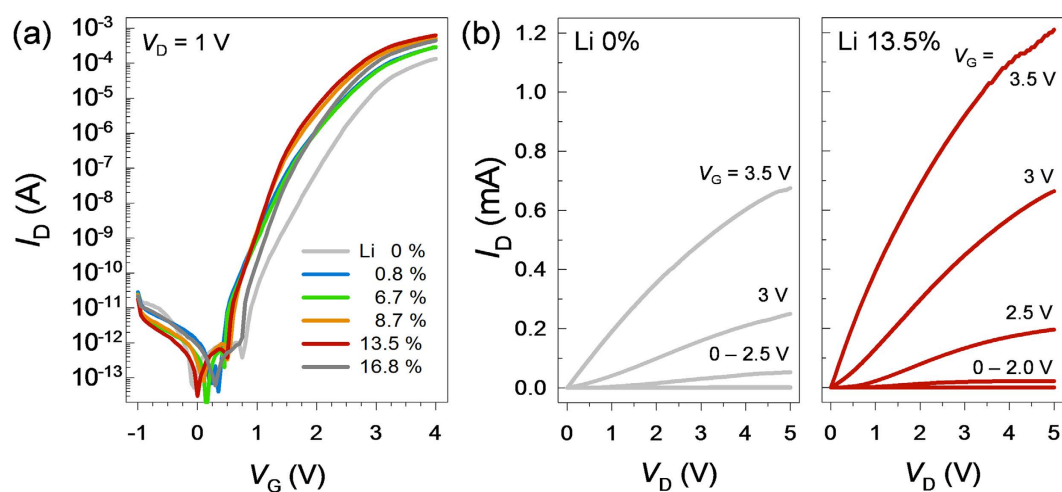 (a)
V_D = 1 V
I_D (A)
10⁻³
10⁻⁴
10⁻⁵
10⁻⁶
10⁻⁷
10⁻⁸
10⁻⁹
10⁻¹⁰
10⁻¹¹
10⁻¹²
10⁻¹³
Li 0 %
0.8 %
6.7 %
8.7 %
13.5 %
16.8 %
-1 0 1 2 3 4
V_G (V)
(b)
I_D (mA)
1.2
1.0
0.8
0.6
0.4
0.2
0.0
Li 0%
V_G = 3.5 V
3 V
0 – 2.5 V
0 1 2 3 4 5
V_D (V)
Li 13.5%
V_G =
3.5 V
3 V
2.5 V
0 – 2.0 V
0 1 2 3 4 5
V_D (V)